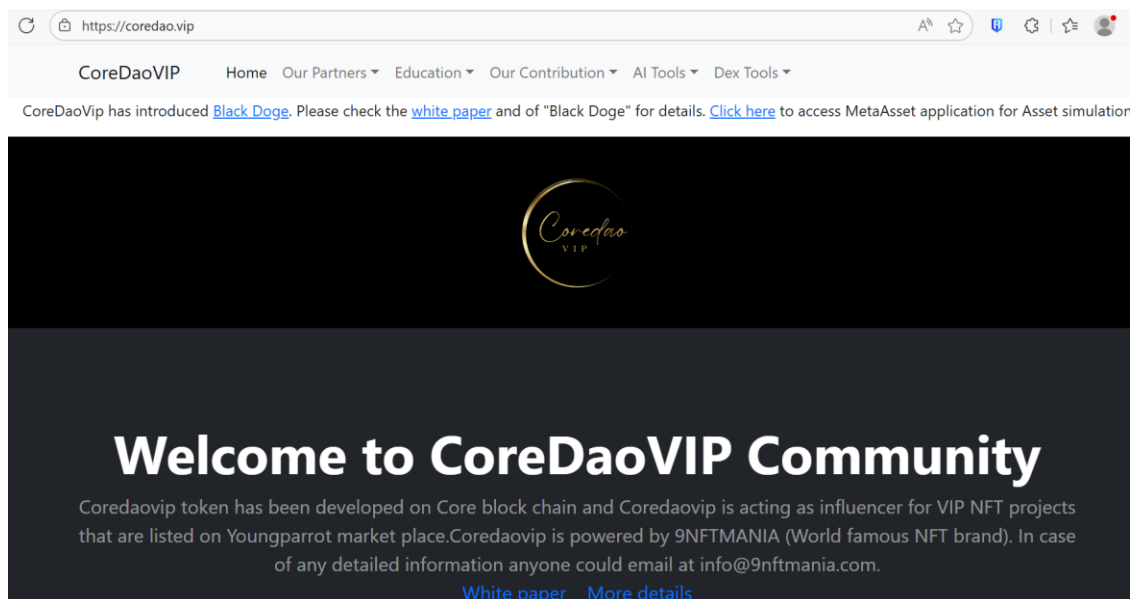 https://coredao.vip
CoreDaoVIP Home Our Partners Education Our Contribution AI Tools Dex Tools
CoreDaoVip has introduced Black Doge. Please check the white paper and of "Black Doge" for details. Click here to access MetaAsset application for Asset simulation
Coredao
VIP
Welcome to CoreDaoVIP Community
Coredaovip token has been developed on Core block chain and Coredaovip is acting as influencer for VIP NFT projects
that are listed on Youngparrot market place.Coredaovip is powered by 9NFTMANIA (World famous NFT brand). In case
of any detailed information anyone could email at info@9nftmania.com.
White paper More details